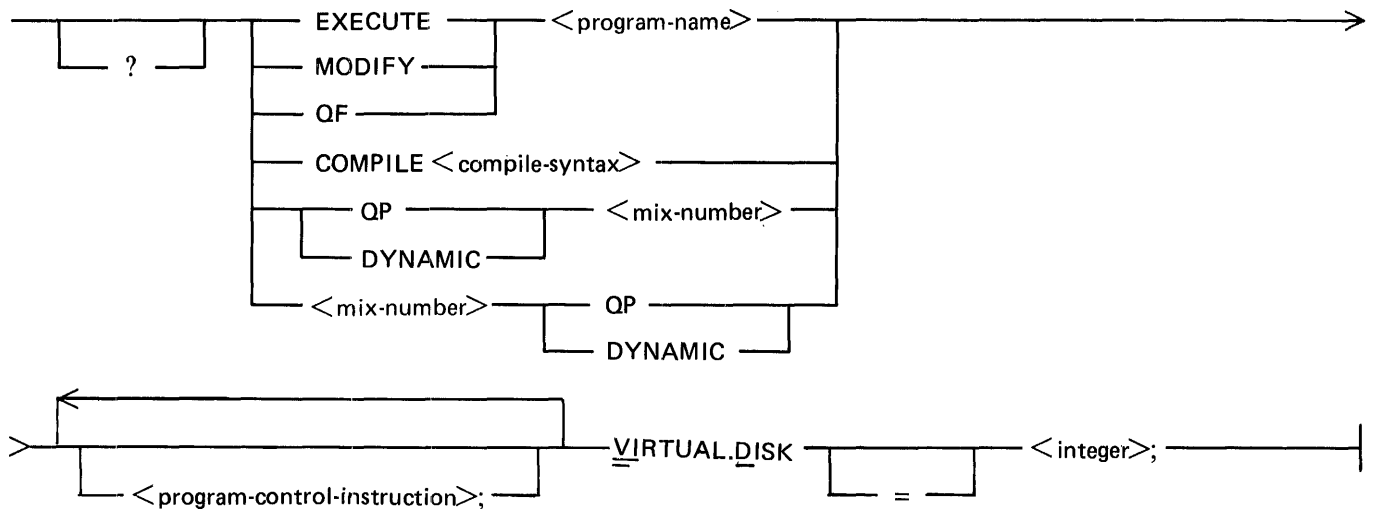 EXECUTE <program-name>
?
MODIFY
QF
COMPILE <compile-syntax>
QP <mix-number>
DYNAMIC
<mix-number> QP
DYNAMIC
VIRTUAL.DISK <integer>;
<program-control-instruction>; =